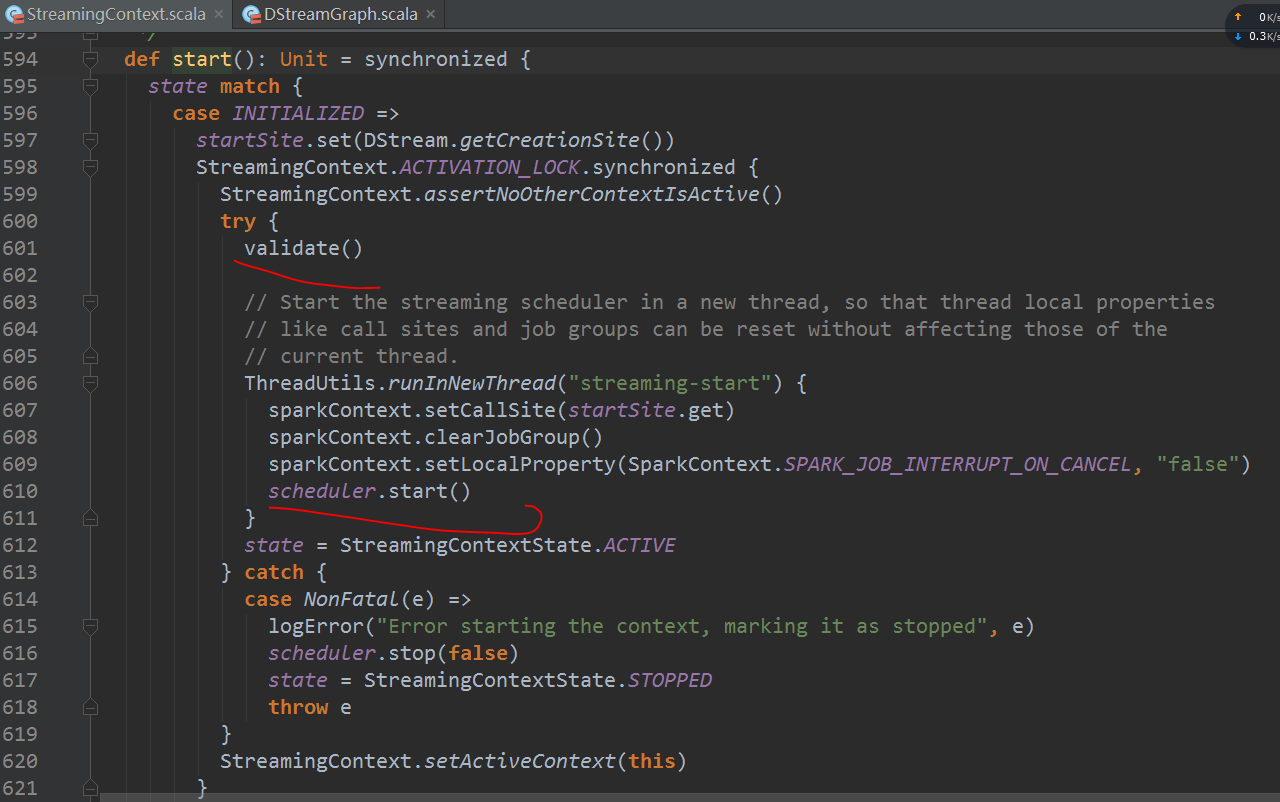 StreamingContext.scala × DStreamGraph.scala ×
0K/s
0.3K/s
593 */
594 def start(): Unit = synchronized {
595 state match {
596 case INITIALIZED =>
597 startSite.set(DStream.getCreationSite())
598 StreamingContext.ACTIVATION_LOCK.synchronized {
599 StreamingContext.assertNoOtherContextIsActive()
600 try {
601 validate()
602
603 // Start the streaming scheduler in a new thread, so that thread local properties
604 // like call sites and job groups can be reset without affecting those of the
605 // current thread.
606 ThreadUtils.runInNewThread("streaming-start") {
607 sparkContext.setCallSite(startSite.get)
608 sparkContext.clearJobGroup()
609 sparkContext.setLocalProperty(SparkContext.SPARK_JOB_INTERRUPT_ON_CANCEL, "false")
610 scheduler.start()
611 }
612 state = StreamingContextState.ACTIVE
613 } catch {
614 case NonFatal(e) =>
615 logError("Error starting the context, marking it as stopped", e)
616 scheduler.stop(false)
617 state = StreamingContextState.STOPPED
618 throw e
619 }
620 StreamingContext.setActiveContext(this)
621 }